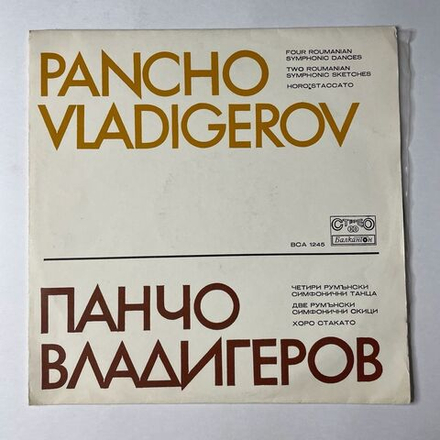 PANCHO
VLADIGEROV
FOUR ROUMANIAN
SYMPHONIC DANCES
TWO ROUMANIAN
SYMPHONIC SKETCHES
HORO STACCATO
СТЕРЕО
Балкантон
ВСА 1245
ПАНЧО
ВЛАДИГЕРОВ
ЧЕТИРИ РУМЪНСКИ
СИМФОНИЧНИ ТАНЦА
ДВЕ РУМЪНСКИ
СИМФОНИЧНИ СКИЦИ
ХОРО СТАКАТО